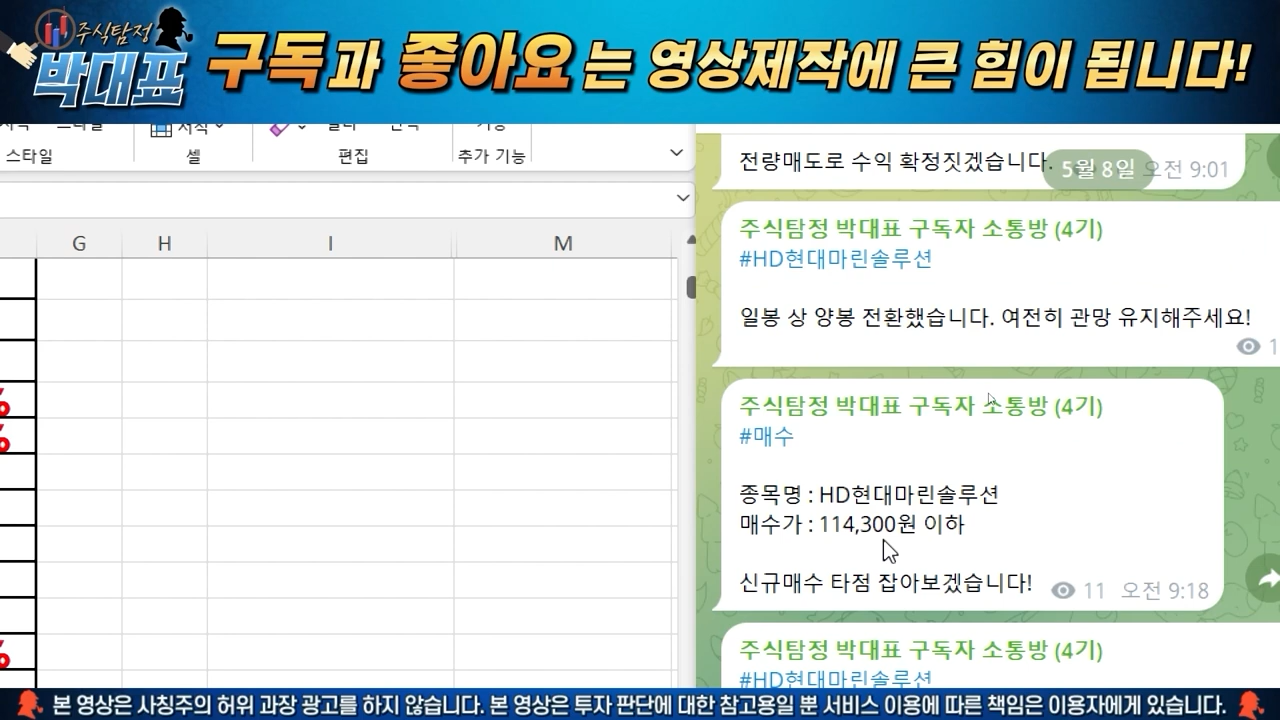 주식탐정
박대표
구독과 좋아요는 영상제작에 큰 힘이 됩니다!
스타일
셀
편집
추가 기능
G H I M
전량매도로 수익 확정짓겠습니다.
5월 8일
오전 9:01
주식탐정 박대표 구독자 소통방 (4기)
#HD현대마린솔루션
일봉 상 양봉 전환했습니다. 여전히 관망 유지해주세요!
1
주식탐정 박대표 구독자 소통방 (4기)
#매수
종목명 : HD현대마린솔루션
매수가 : 114,300원 이하
신규매수 타점 잡아보겠습니다!
11 오전 9:18
주식탐정 박대표 구독자 소통방 (4기)
#HD현대마린솔루션
본 영상은 사칭주의 허위 과장 광고를 하지 않습니다. 본 영상은 투자 판단에 대한 참고용일 뿐 서비스 이용에 따른 책임은 이용자에게 있습니다.